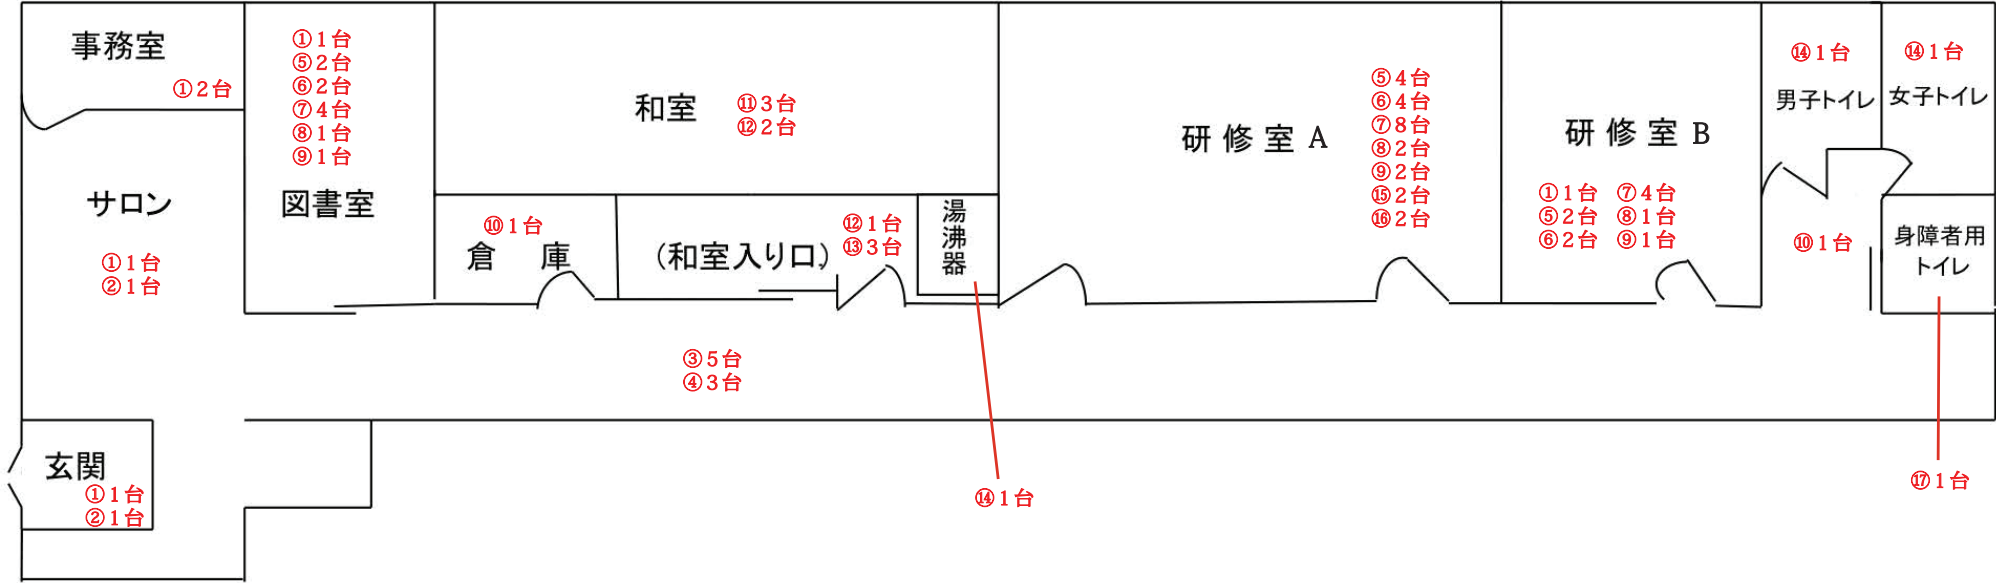 事務室
①2台
サロン
①1台
②1台
玄関
①1台
②1台
①1台
⑤2台
⑥2台
⑦4台
⑧1台
⑨1台
図書室
和室
⑪3台
⑫2台
⑩1台
倉 庫
(和室入り口)
⑫1台
⑬3台
湯沸器
⑭1台
③5台
④3台
研修室 A
⑤4台
⑥4台
⑦8台
⑧2台
⑨2台
⑮2台
⑯2台
研修室 B
①1台 ⑦4台
⑤2台 ⑧1台
⑥2台 ⑨1台
⑭1台
男子トイレ
⑩1台
⑭1台
女子トイレ
身障者用
トイレ
⑰1台